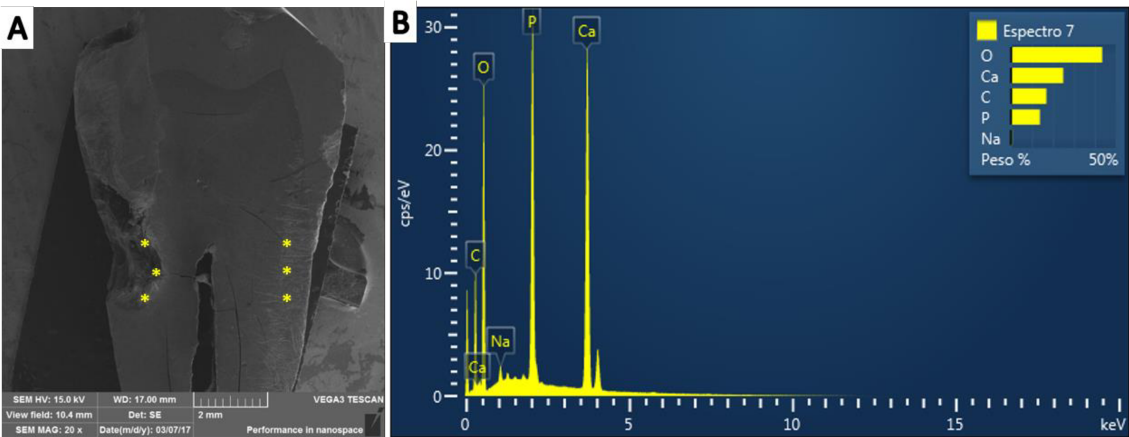 A
* *
* *
* *
SEM HV: 15.0 kV WD: 17.00 mm VEGA3 TESCAN
View field: 10.4 mm Det: SE 2 mm
SEM MAG: 20 x Date(m/d/y): 03/07/17 Performance in nanospace
B
cps/eV
30
20
10
0
P
Ca
O
C
Na
Ca
0 5 10 15 keV
Espectro 7
O
Ca
C
P
Na
Peso % 50%